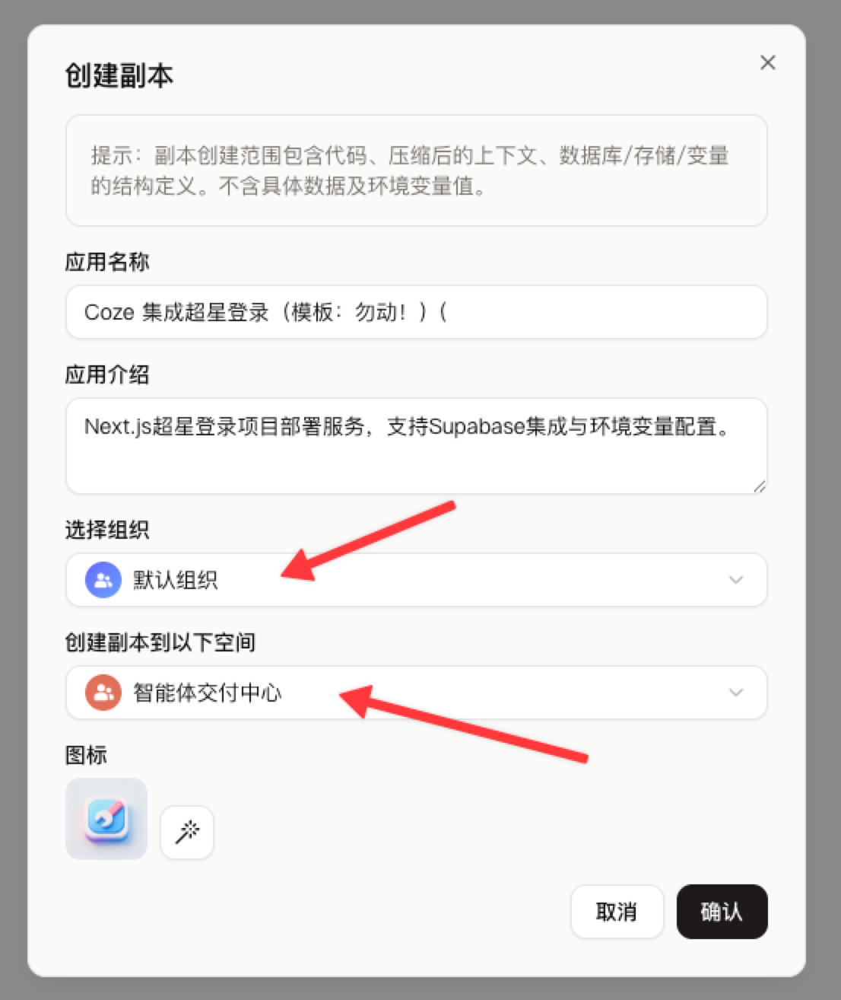 创建副本
提示：副本创建范围包含代码、压缩后的上下文、数据库/存储/变量
的结构定义。不含具体数据及环境变量值。
应用名称
Coze 集成超星登录（模板：勿动！）(
应用介绍
Next.js超星登录项目部署服务，支持Supabase集成与环境变量配置。
选择组织
默认组织
创建副本到以下空间
智能体交付中心
图标
取消
确认